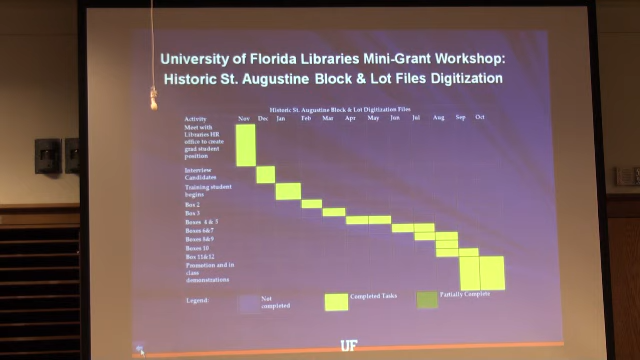 University of Florida Libraries Mini-Grant Workshop:
Historic St. Augustine Block & Lot Files Digitization
Historic St. Augustine Block & Lot Digitization Files
Activity Nov Dec Jan Feb Mar Apr May Jun Jul Aug Sep Oct
Meet with
Libraries HR
office to create
grad student
position
Interview
Candidates
Training student
begins
Box 2
Box 3
Boxes 4 & 5
Boxes 6&7
Boxes 8&9
Boxes 10
Box 11&12
Promotion and in
class
demonstrations
Legend: Not
completed
Completed Tasks
Partially Complete
UF